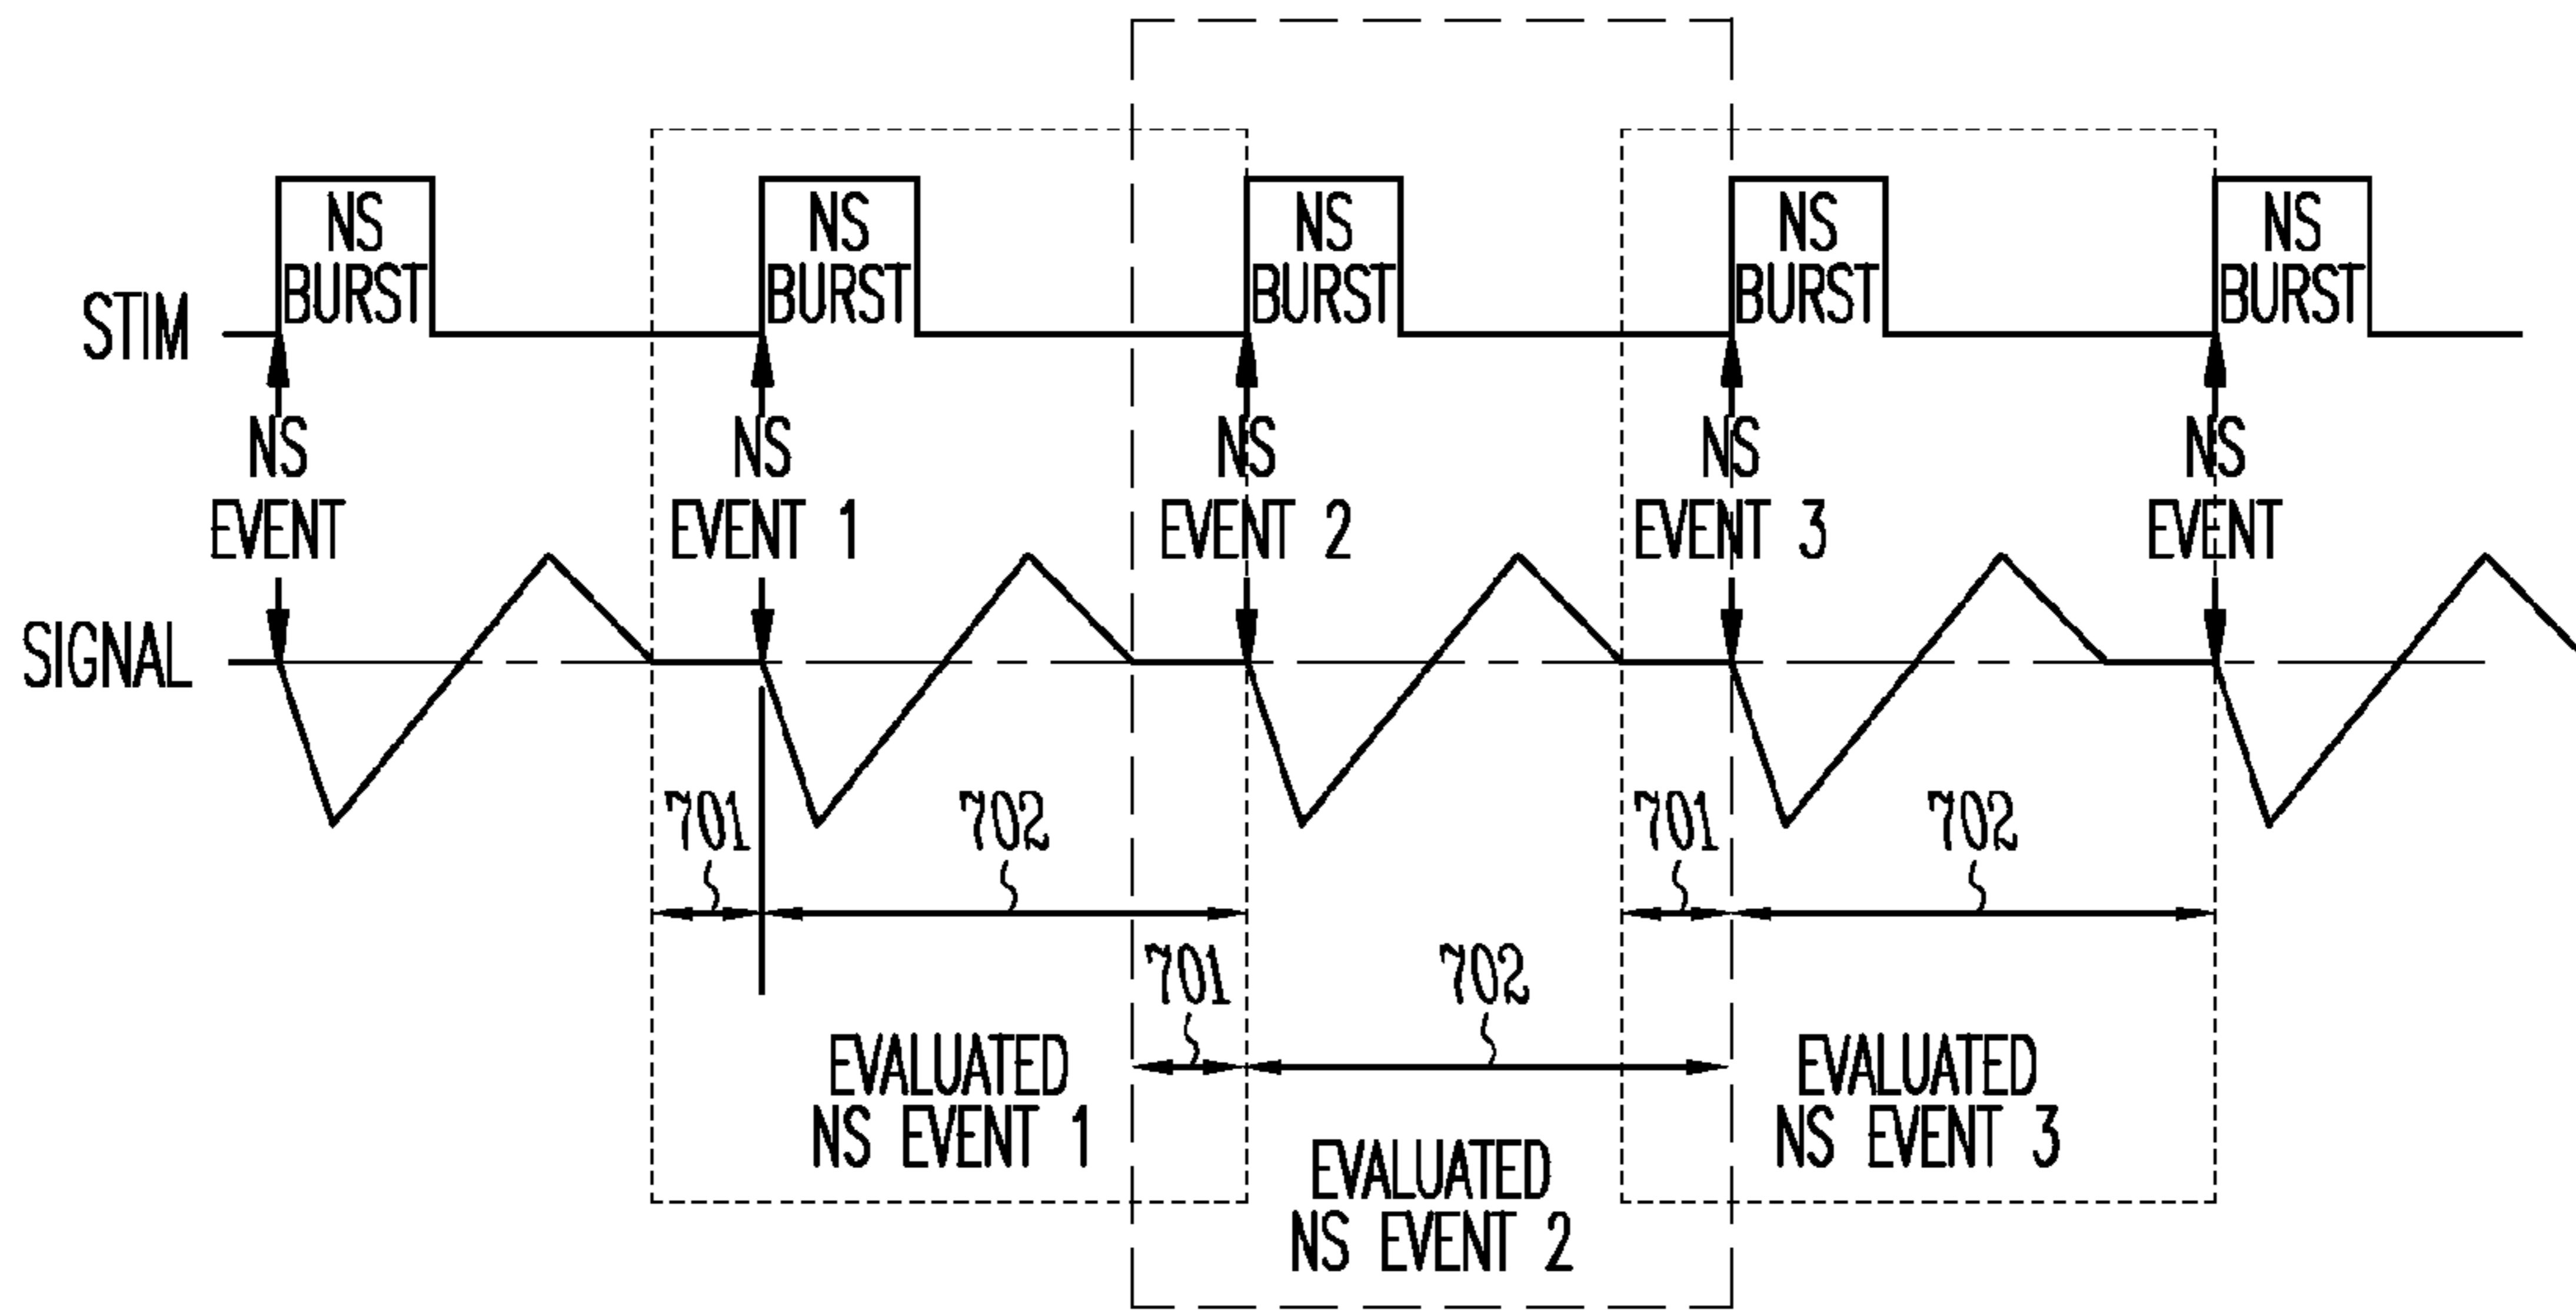 NS NS NS NS NS
BURST BURST BURST BURST BURST
STIM
NS NS NS NS NS
EVENT EVENT 1 EVENT 2 EVENT 3 EVENT
SIGNAL
701 702 701 702
701 702
EVALUATED EVALUATED
NS EVENT 1 NS EVENT 3
EVALUATED
NS EVENT 2